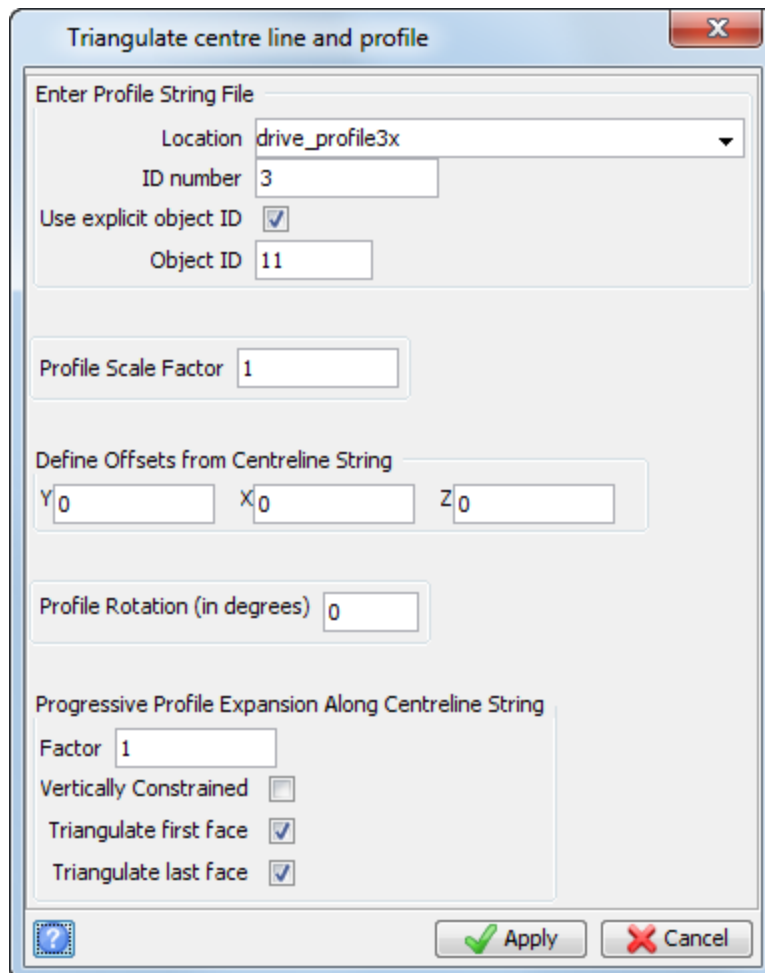 Triangulate centre line and profile
Enter Profile String File
Location drive_profile3x
ID number 3
Use explicit object ID
Object ID 11
Profile Scale Factor 1
Define Offsets from Centreline String
Y 0 X 0 Z 0
Profile Rotation (in degrees) 0
Progressive Profile Expansion Along Centreline String
Factor 1
Vertically Constrained
Triangulate first face
Triangulate last face
? Apply Cancel